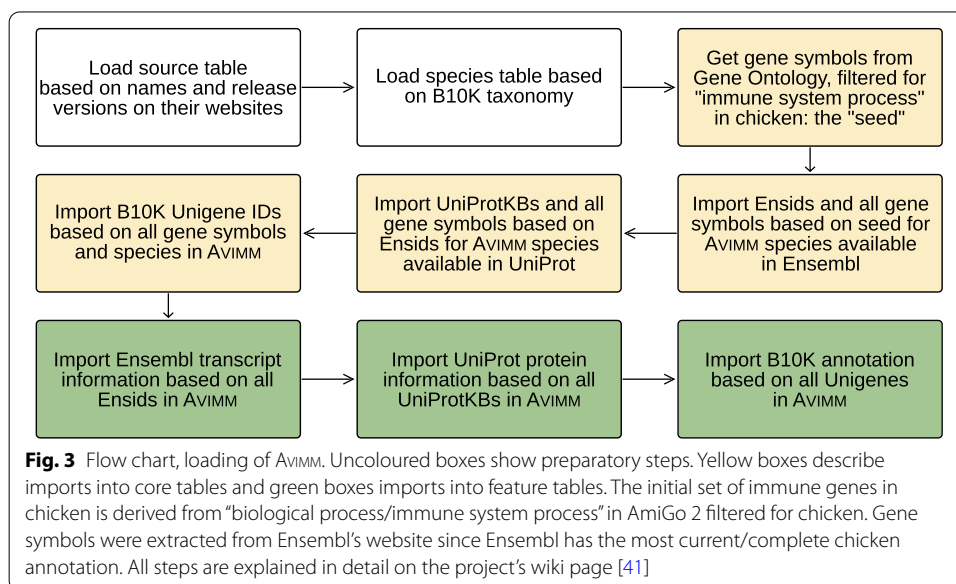 Load source table
based on names and release
versions on their websites
Load species table based
on B10K taxonomy
Get gene symbols from
Gene Ontology, filtered for
"immune system process"
in chicken: the "seed"
Import Ensids and all gene
symbols based on seed for
AVIMM species available
in Ensembl
Import UniProtKBs and all
gene symbols based on
Ensids for AVIMM species
available in UniProt
Import B10K Unigene IDs
based on all gene symbols
and species in AVIMM
Import Ensembl transcript
information based on all
Ensids in AVIMM
Import UniProt protein
information based on all
UniProtKBs in AVIMM
Import B10K annotation
based on all Unigenes
in AVIMM
Fig. 3 Flow chart, loading of AVIMM. Uncoloured boxes show preparatory steps. Yellow boxes describe
imports into core tables and green boxes imports into feature tables. The initial set of immune genes in
chicken is derived from “biological process/immune system process” in AmiGo 2 filtered for chicken. Gene
symbols were extracted from Ensembl’s website since Ensembl has the most current/complete chicken
annotation. All steps are explained in detail on the project’s wiki page [41]